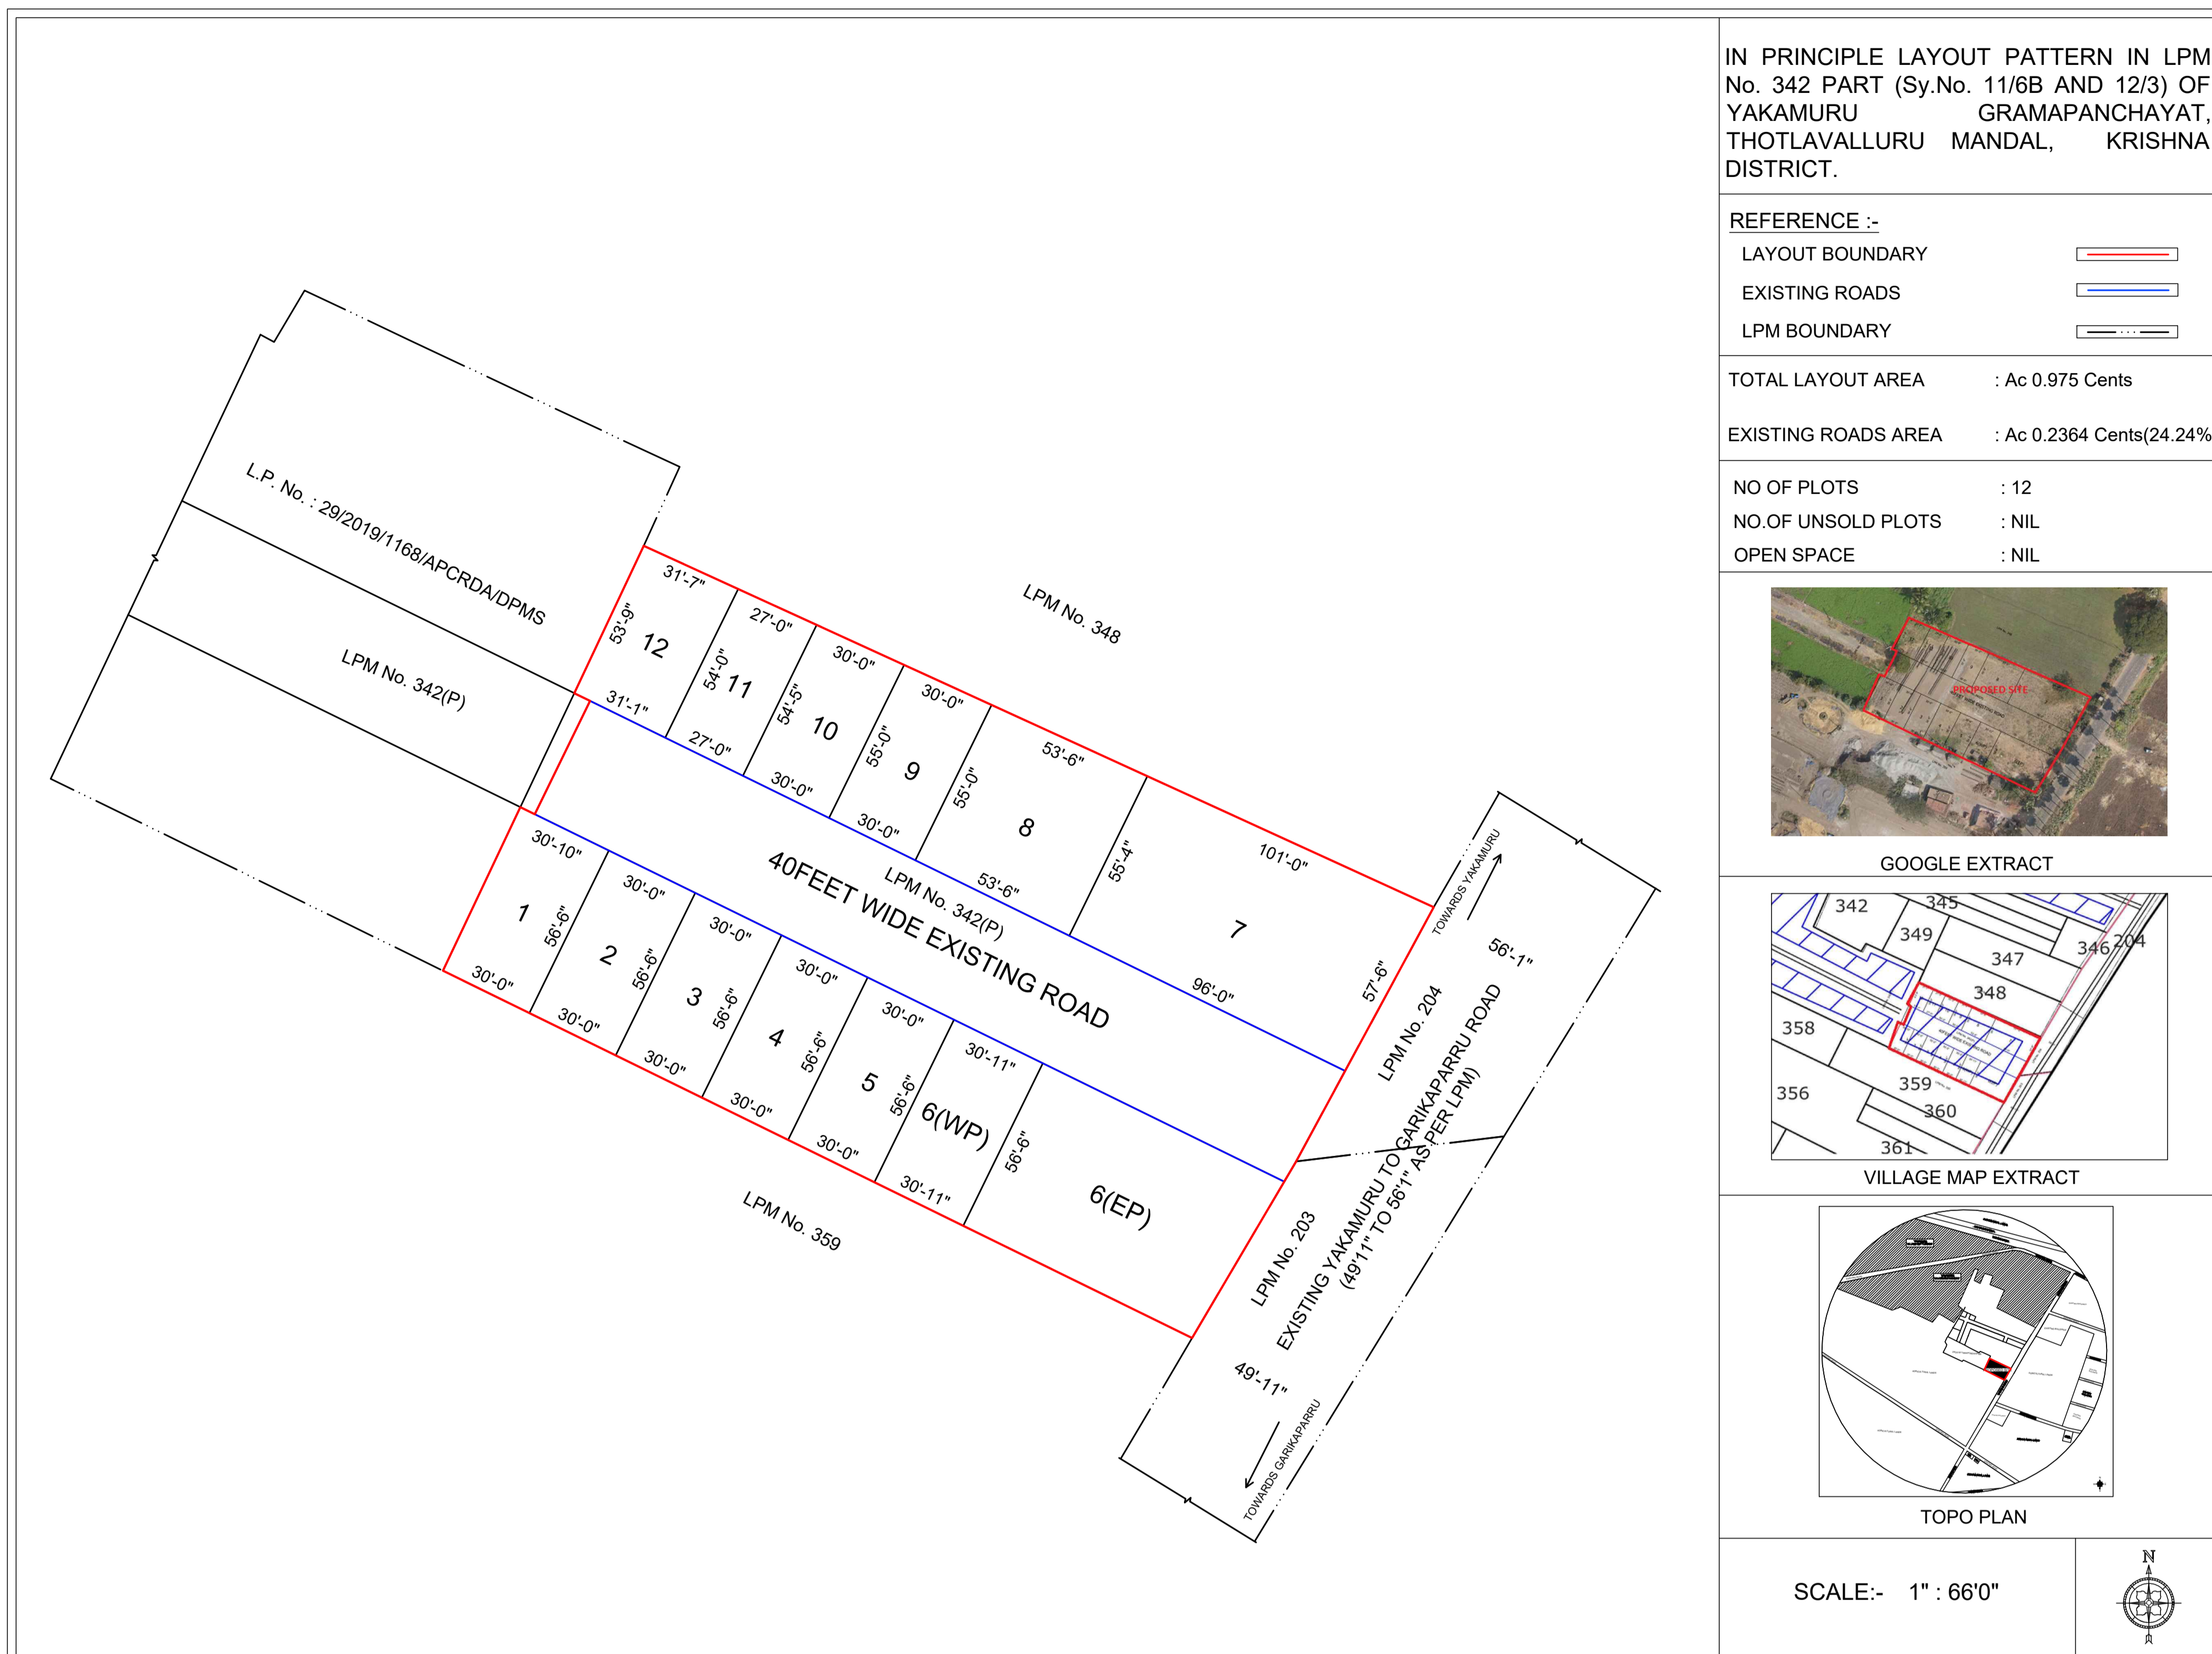 IN PRINCIPLE LAYOUT PATTERN IN LPM
No. 342 PART (Sy.No. 11/6B AND 12/3) OF
YAKAMURU GRAMAPANCHAYAT,
THOTLAVALLURU MANDAL, KRISHNA
DISTRICT.
REFERENCE :-
LAYOUT BOUNDARY
EXISTING ROADS
LPM BOUNDARY
TOTAL LAYOUT AREA : Ac 0.975 Cents
EXISTING ROADS AREA : Ac 0.2364 Cents(24.24%
NO OF PLOTS : 12
NO.OF UNSOLD PLOTS : NIL
OPEN SPACE : NIL
PROPOSED SITE
GOOGLE EXTRACT
342
345
349
346
204
347
348
358
359
356
360
361
VILLAGE MAP EXTRACT
TOPO PLAN
SCALE:- 1" : 66'0"
N
L.P. No. : 29/2019/1168/APCRDA/DPMS
LPM No. 342(P)
LPM No. 348
31'-7"
27'-0"
30'-0"
30'-0"
53'-6"
101'-0"
53'-9"
12
54'-0"
11
54'-5"
10
55'-0"
9
55'-0"
8
55'-4"
7
57'-6"
31'-1"
27'-0"
30'-0"
30'-0"
53'-6"
96'-0"
LPM No. 342(P)
40FEET WIDE EXISTING ROAD
30'-10"
30'-0"
30'-0"
30'-0"
30'-0"
30'-11"
1
56'-6"
2
56'-6"
3
56'-6"
4
56'-6"
5
56'-6"
6(WP)
56'-6"
6(EP)
30'-0"
30'-0"
30'-0"
30'-0"
30'-0"
30'-11"
LPM No. 359
TOWARDS YAKAMURU
56'-1"
LPM No. 204
LPM No. 203
EXISTING YAKAMURU TO GARIKAPARRU ROAD
(49'11" TO 56'1" AS PER LPM)
49'-11"
TOWARDS GARIKAPARRU